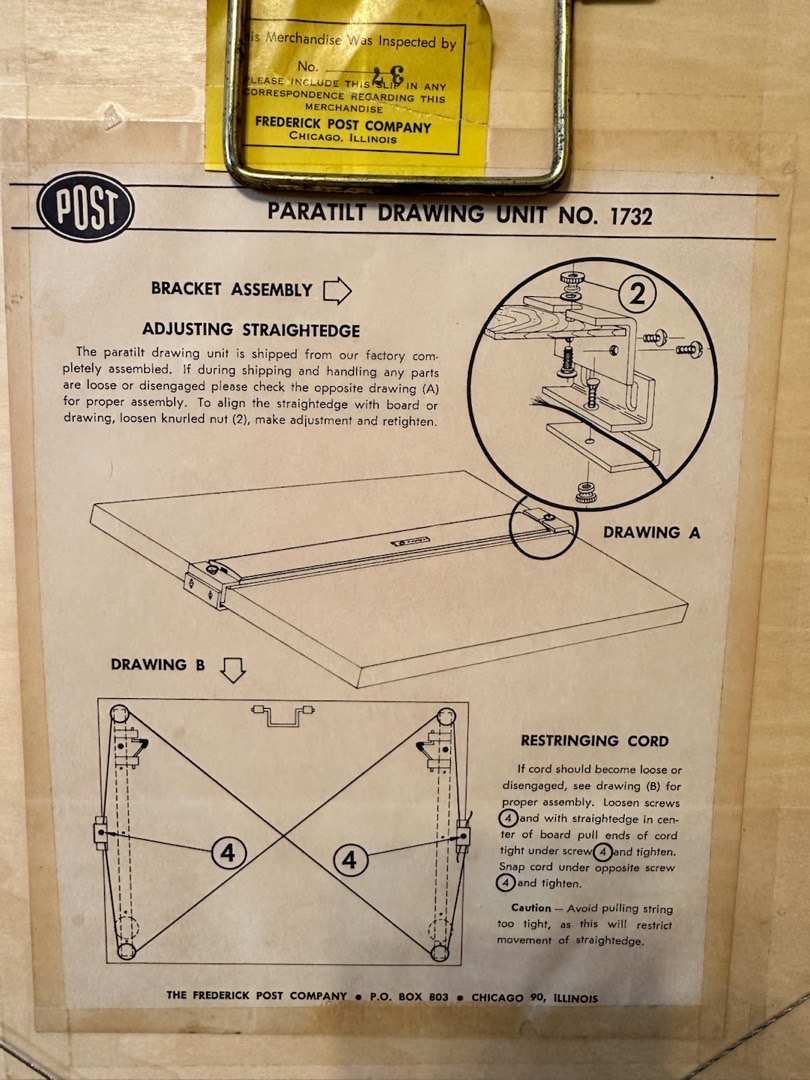 is Merchandise Was Inspected by
No. 37
LEASE INCLUDE THIS SLIP IN ANY
CORRESPONDENCE REGARDING THIS
MERCHANDISE
FREDERICK POST COMPANY
CHICAGO, ILLINOIS
POST
PARATILT DRAWING UNIT NO. 1732
BRACKET ASSEMBLY
2
ADJUSTING STRAIGHTEDGE
The paratilt drawing unit is shipped from our factory com-
pletely assembled. If during shipping and handling any parts
are loose or disengaged please check the opposite drawing (A)
for proper assembly. To align the straightedge with board or
drawing, loosen knurled nut (2), make adjustment and retighten.
DRAWING A
DRAWING B
4
4
RESTRINGING CORD
If cord should become loose or
disengaged, see drawing (B) for
proper assembly. Loosen screws
4 and with straightedge in cen-
ter of board pull ends of cord
tight under screw 4 and tighten.
Snap cord under opposite screw
4 and tighten.
Caution — Avoid pulling string
too tight, as this will restrict
movement of straightedge.
THE FREDERICK POST COMPANY • P.O. BOX 803 • CHICAGO 90, ILLINOIS